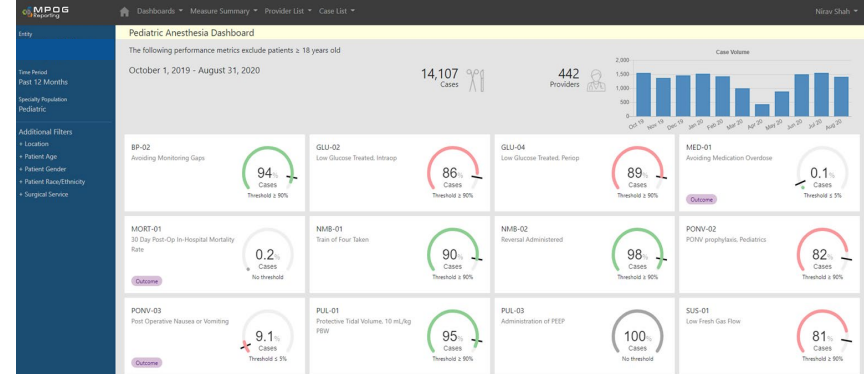 MPOG
Reporting
Dashboards
Measure Summary
Provider List
Case List
Nirav Shah
Entity
Pediatric Anesthesia Dashboard
The following performance metrics exclude patients ≥ 18 years old
October 1, 2019 - August 31, 2020
14,107
Cases
442
Providers
Case Volume
2,000
1,500
1,000
500
0
Oct 19
Nov 19
Dec 19
Jan 20
Feb 20
Mar 20
Apr 20
May 20
Jun 20
Jul 20
Aug 20
Time Period
Past 12 Months
Specialty Population
Pediatric
Additional Filters
+ Location
+ Patient Age
+ Patient Gender
+ Patient Race/Ethnicity
+ Surgical Service
BP-02
Avoiding Monitoring Gaps
94%
Cases
Threshold ≥ 90%
GLU-02
Low Glucose Treated, Intraop
86%
Cases
Threshold ≥ 90%
GLU-04
Low Glucose Treated, Periop
89%
Cases
Threshold ≥ 90%
MED-01
Avoiding Medication Overdose
Outcome
0.1%
Cases
Threshold ≤ 5%
MORT-01
30 Day Post-Op In-Hospital Mortality
Rate
Outcome
0.2%
Cases
No threshold
NMB-01
Train of Four Taken
90%
Cases
Threshold ≥ 90%
NMB-02
Reversal Administered
98%
Cases
Threshold ≥ 90%
PONV-02
PONV prophylaxis, Pediatrics
82%
Cases
Threshold ≥ 90%
PONV-03
Post Operative Nausea or Vomiting
Outcome
9.1%
Cases
Threshold ≤ 5%
PUL-01
Protective Tidal Volume, 10 mL/kg
PBW
95%
Cases
Threshold ≥ 90%
PUL-03
Administration of PEEP
100%
Cases
No threshold
SUS-01
Low Fresh Gas Flow
81%
Cases
Threshold ≥ 90%